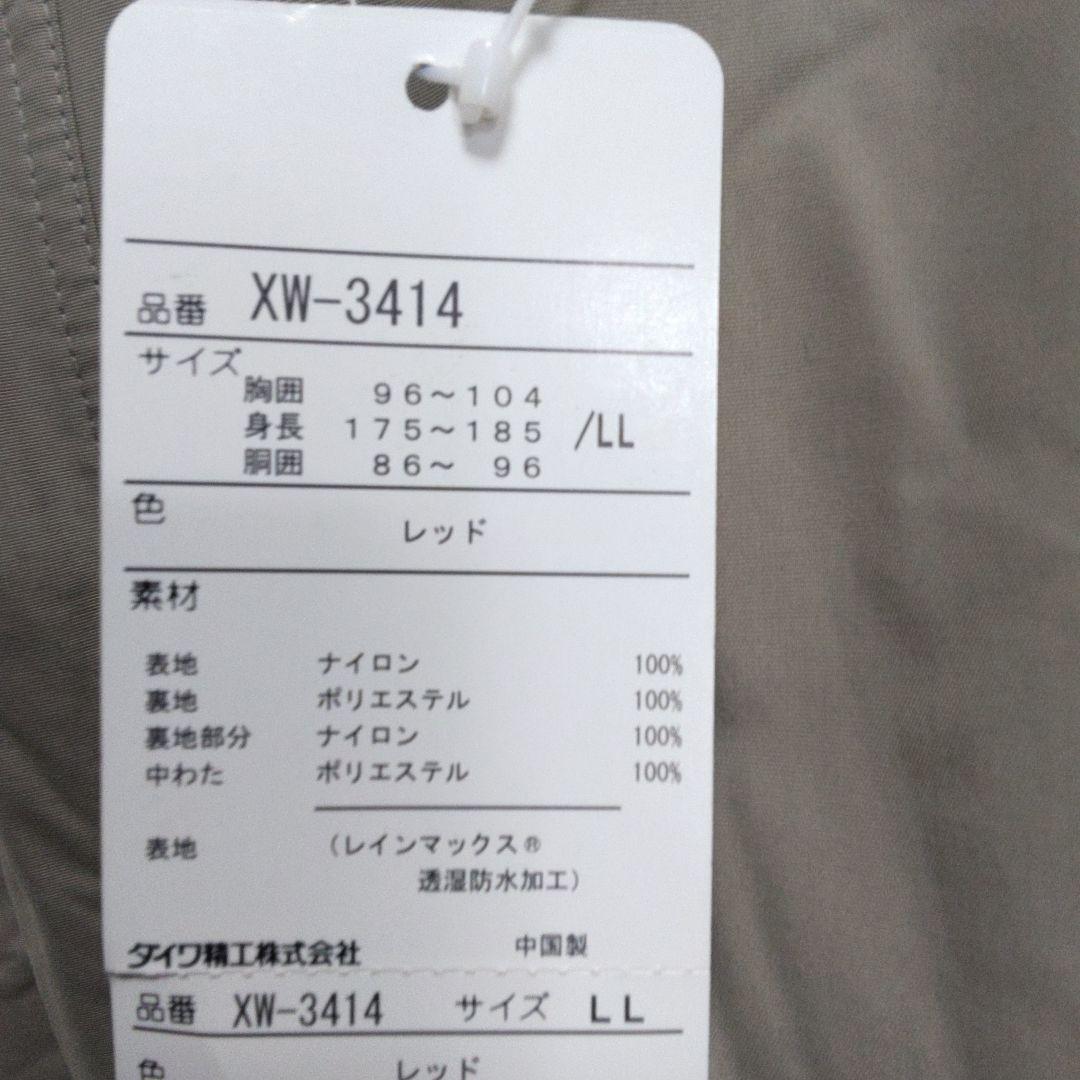 品番 XW-3414
サイズ
胸囲 96～104
身長 175～185 /LL
胴囲 86～ 96
色
レッド
素材
表地 ナイロン 100%
裏地 ポリエステル 100%
裏地部分 ナイロン 100%
中わた ポリエステル 100%
表地 （レインマックス®
透湿防水加工）
ダイワ精工株式会社 中国製
品番 XW-3414 サイズ LL
色 レッド